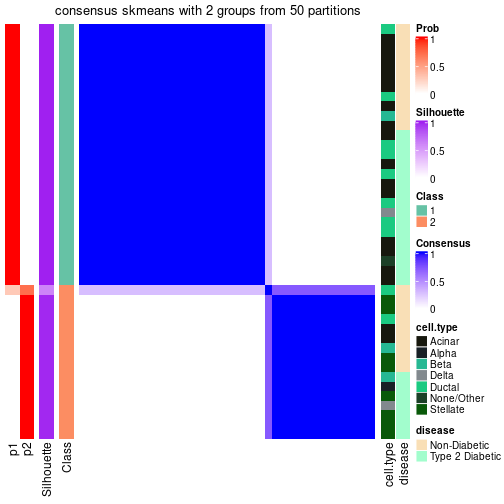 consensus skmeans with 2 groups from 50 partitions
Prob
1
0.5
0
Silhouette
1
0.5
0
Class
1
2
Consensus
1
0.5
0
cell.type
Acinar
Alpha
Beta
Delta
Ductal
None/Other
Stellate
disease
Non-Diabetic
Type 2 Diabetic
p1
p2
Silhouette
Class
cell.type
disease